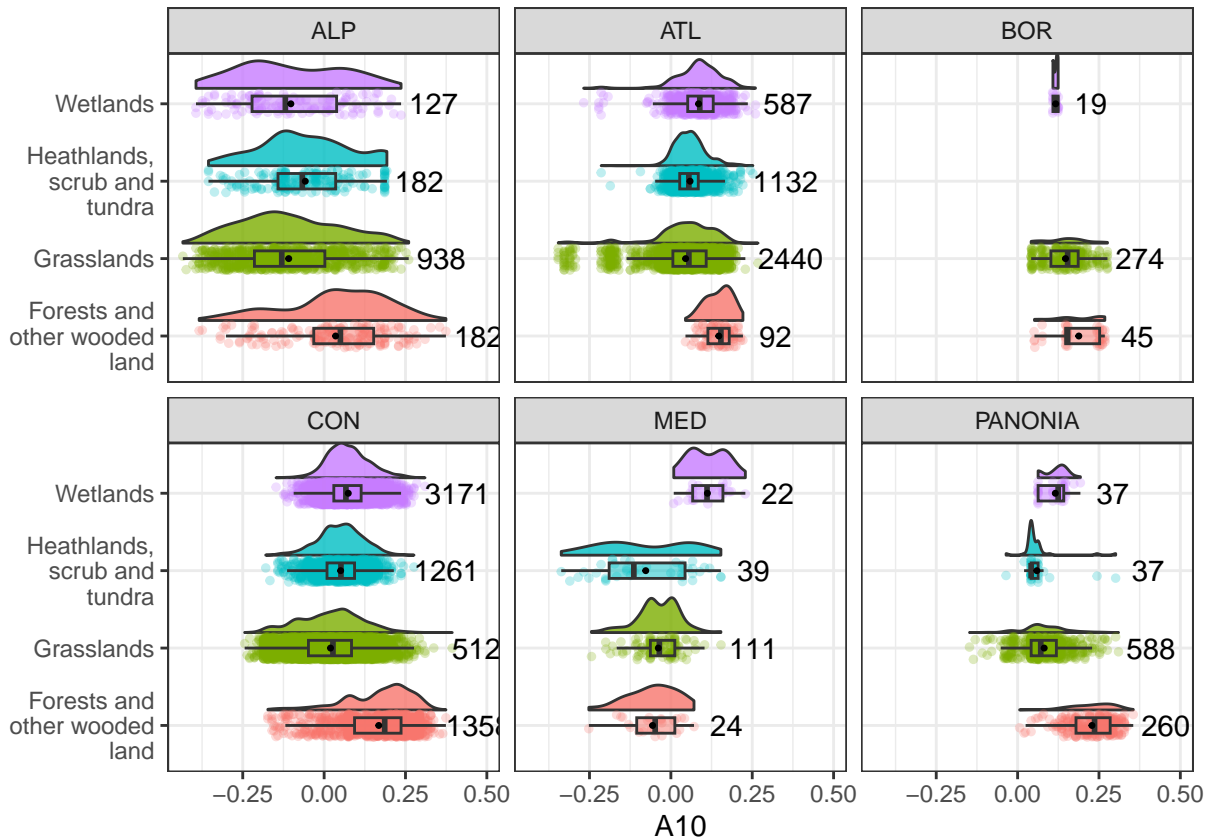 ALP
ATL
BOR
Wetlands
127
587
19
Heathlands,
scrub and
tundra
182
1132
Grasslands
938
2440
274
Forests and
other wooded
land
182
92
45
CON
MED
PANONIA
Wetlands
3171
22
37
Heathlands,
scrub and
tundra
1261
39
37
Grasslands
512
111
588
Forests and
other wooded
land
1358
24
260
−0.25 0.00 0.25 0.50 −0.25 0.00 0.25 0.50 −0.25 0.00 0.25 0.50
A10